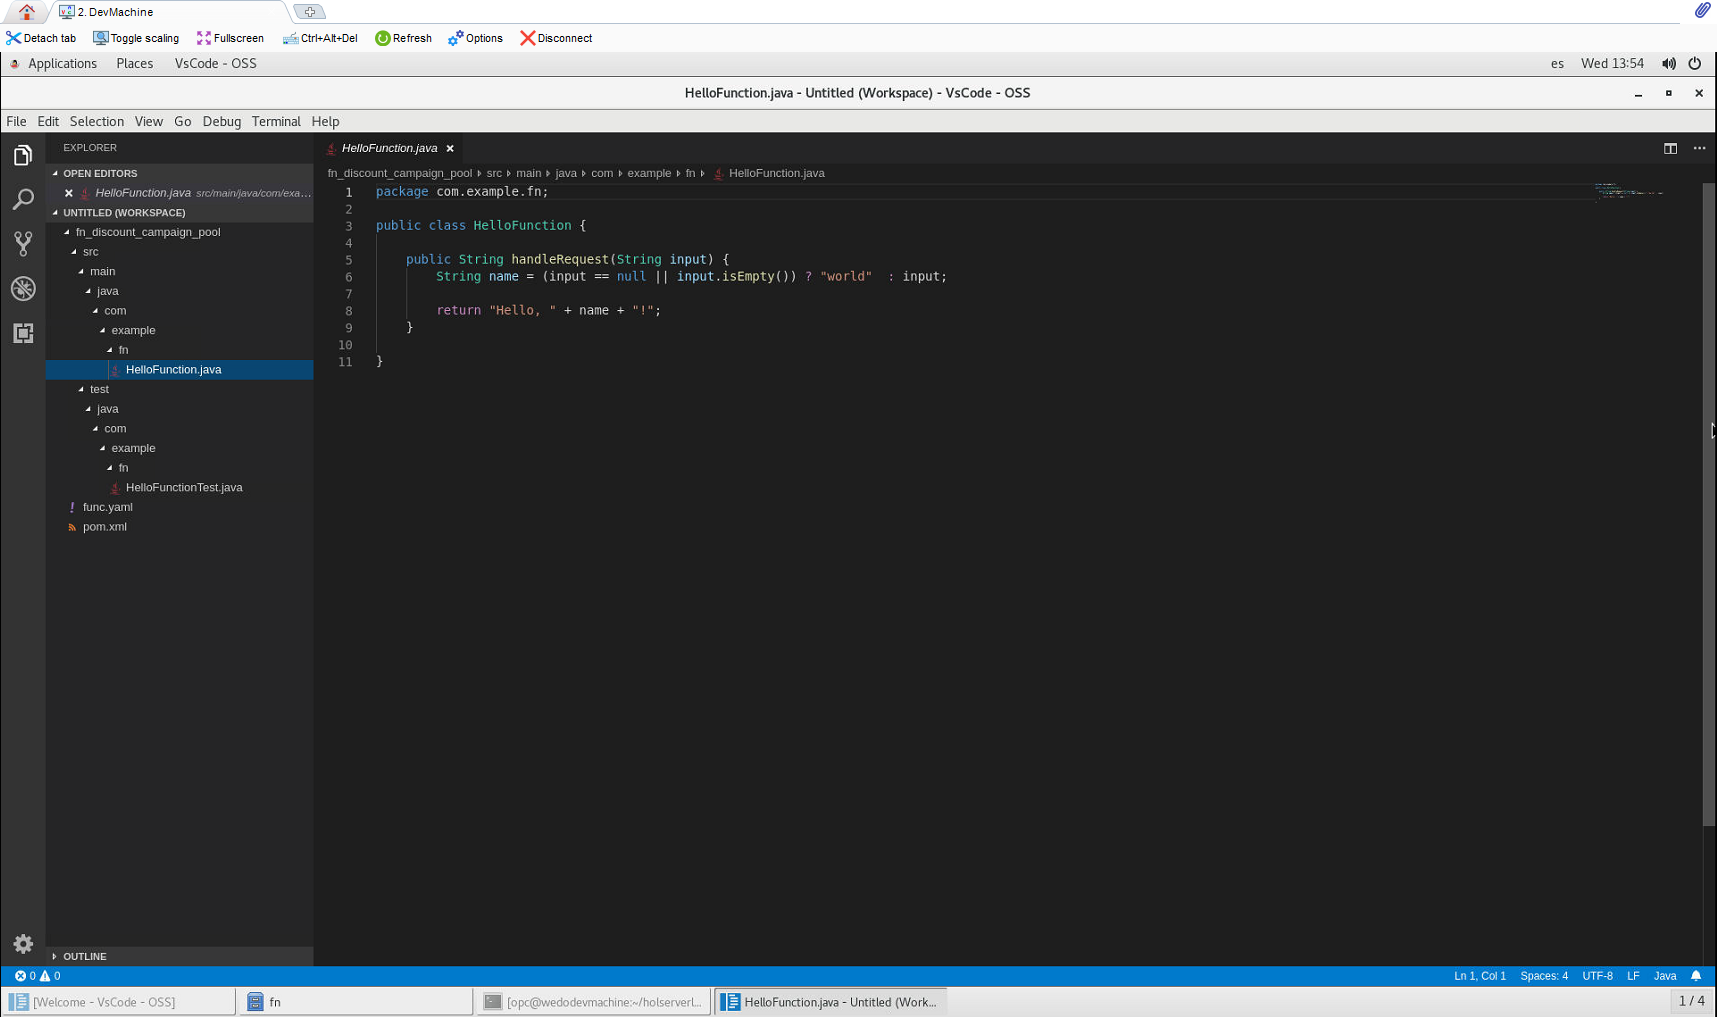 2. DevMachine
Detach tab Toggle scaling Fullscreen Ctrl+Alt+Del Refresh Options Disconnect
Applications Places VsCode - OSS es Wed 13:54
HelloFunction.java - Untitled (Workspace) - VsCode - OSS
File Edit Selection View Go Debug Terminal Help
EXPLORER
OPEN EDITORS
HelloFunction.java src/main/java/com/exa...
UNTITLED (WORKSPACE)
fn_discount_campaign_pool
src
main
java
com
example
fn
HelloFunction.java
test
java
com
example
fn
HelloFunctionTest.java
func.yaml
pom.xml
OUTLINE
HelloFunction.java
fn_discount_campaign_pool src main java com example fn HelloFunction.java
1 package com.example.fn;
2
3 public class HelloFunction {
4
5 public String handleRequest(String input) {
6 String name = (input == null || input.isEmpty()) ? "world"  : input;
7
8 return "Hello, " + name + "!";
9 }
10
11 }
0 0 Ln 1, Col 1 Spaces: 4 UTF-8 LF Java
[Welcome - VsCode - OSS] fn [opc@wedodevmachine:~/holserverl... HelloFunction.java - Untitled (Work... 1 / 4